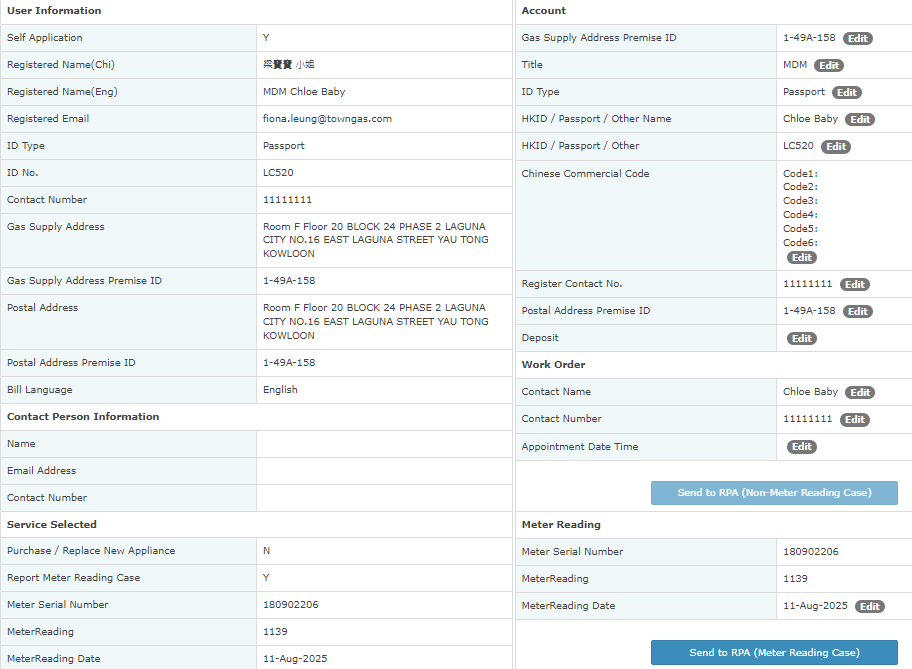 User Information
Self Application Y
Registered Name(Chi) 梁寶寶 小姐
Registered Name(Eng) MDM Chloe Baby
Registered Email fiona.leung@towngas.com
ID Type Passport
ID No. LC520
Contact Number 11111111
Gas Supply Address Room F Floor 20 BLOCK 24 PHASE 2 LAGUNA
CITY NO.16 EAST LAGUNA STREET YAU TONG
KOWLOON
Gas Supply Address Premise ID 1-49A-158
Postal Address Room F Floor 20 BLOCK 24 PHASE 2 LAGUNA
CITY NO.16 EAST LAGUNA STREET YAU TONG
KOWLOON
Postal Address Premise ID 1-49A-158
Bill Language English
Contact Person Information
Name
Email Address
Contact Number
Service Selected
Purchase / Replace New Appliance N
Report Meter Reading Case Y
Meter Serial Number 180902206
MeterReading 1139
MeterReading Date 11-Aug-2025
Account
Gas Supply Address Premise ID 1-49A-158 Edit
Title MDM Edit
ID Type Passport Edit
HKID / Passport / Other Name Chloe Baby Edit
HKID / Passport / Other LC520 Edit
Chinese Commercial Code Code1:
Code2:
Code3:
Code4:
Code5:
Code6:
Edit
Register Contact No. 11111111 Edit
Postal Address Premise ID 1-49A-158 Edit
Deposit Edit
Work Order
Contact Name Chloe Baby Edit
Contact Number 11111111 Edit
Appointment Date Time Edit
Send to RPA (Non-Meter Reading Case)
Meter Reading
Meter Serial Number 180902206
MeterReading 1139
MeterReading Date 11-Aug-2025 Edit
Send to RPA (Meter Reading Case)